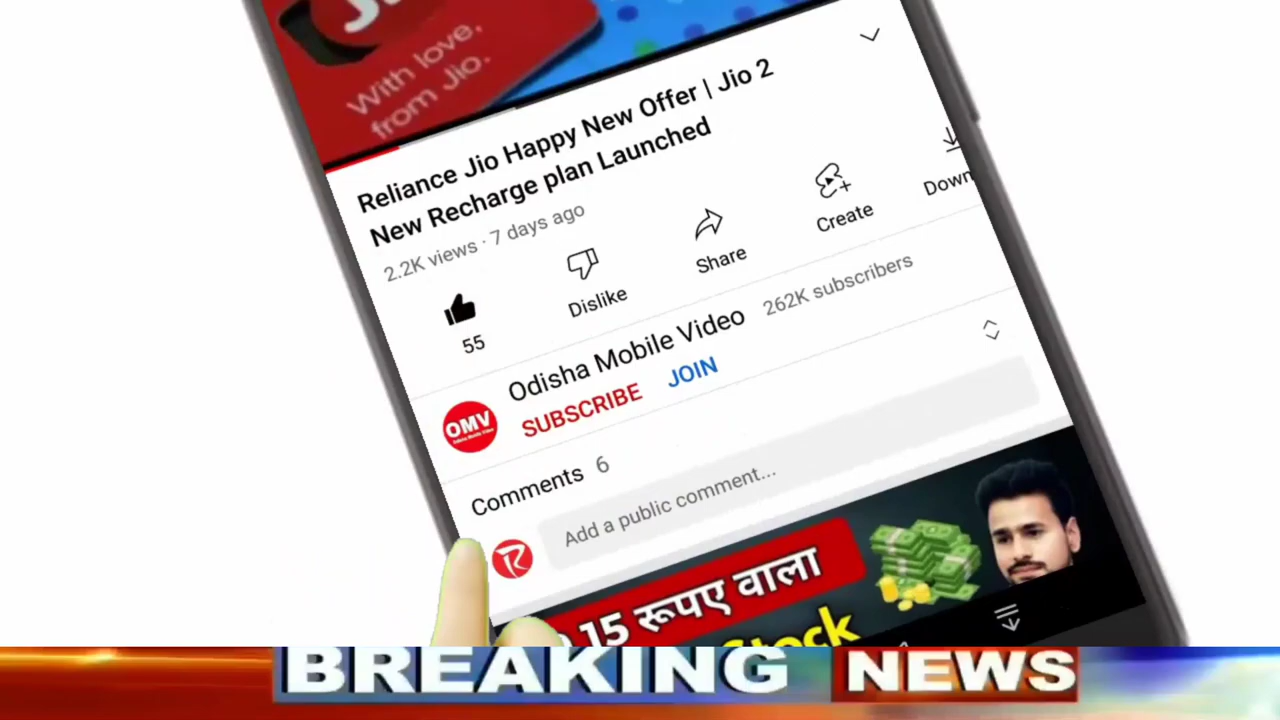 With love,
from Jio.
Reliance Jio Happy New Offer | Jio 2
New Recharge plan Launched
2.2K views · 7 days ago
55
Dislike
Share
Create
Down
Odisha Mobile Video 262K subscribers
SUBSCRIBE JOIN
OMV
Comments 6
Add a public comment...
15 रूपए वाला
Stock
BREAKING NEWS